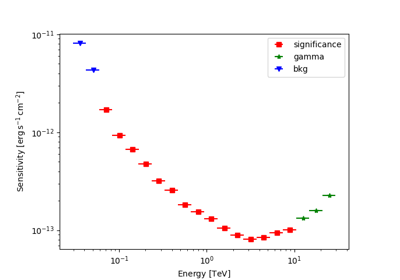 10⁻¹¹
significance
gamma
bkg
10⁻¹²
10⁻¹³
Sensitivity [erg s⁻¹ cm⁻²]
10⁻¹
10⁰
10¹
Energy [TeV]